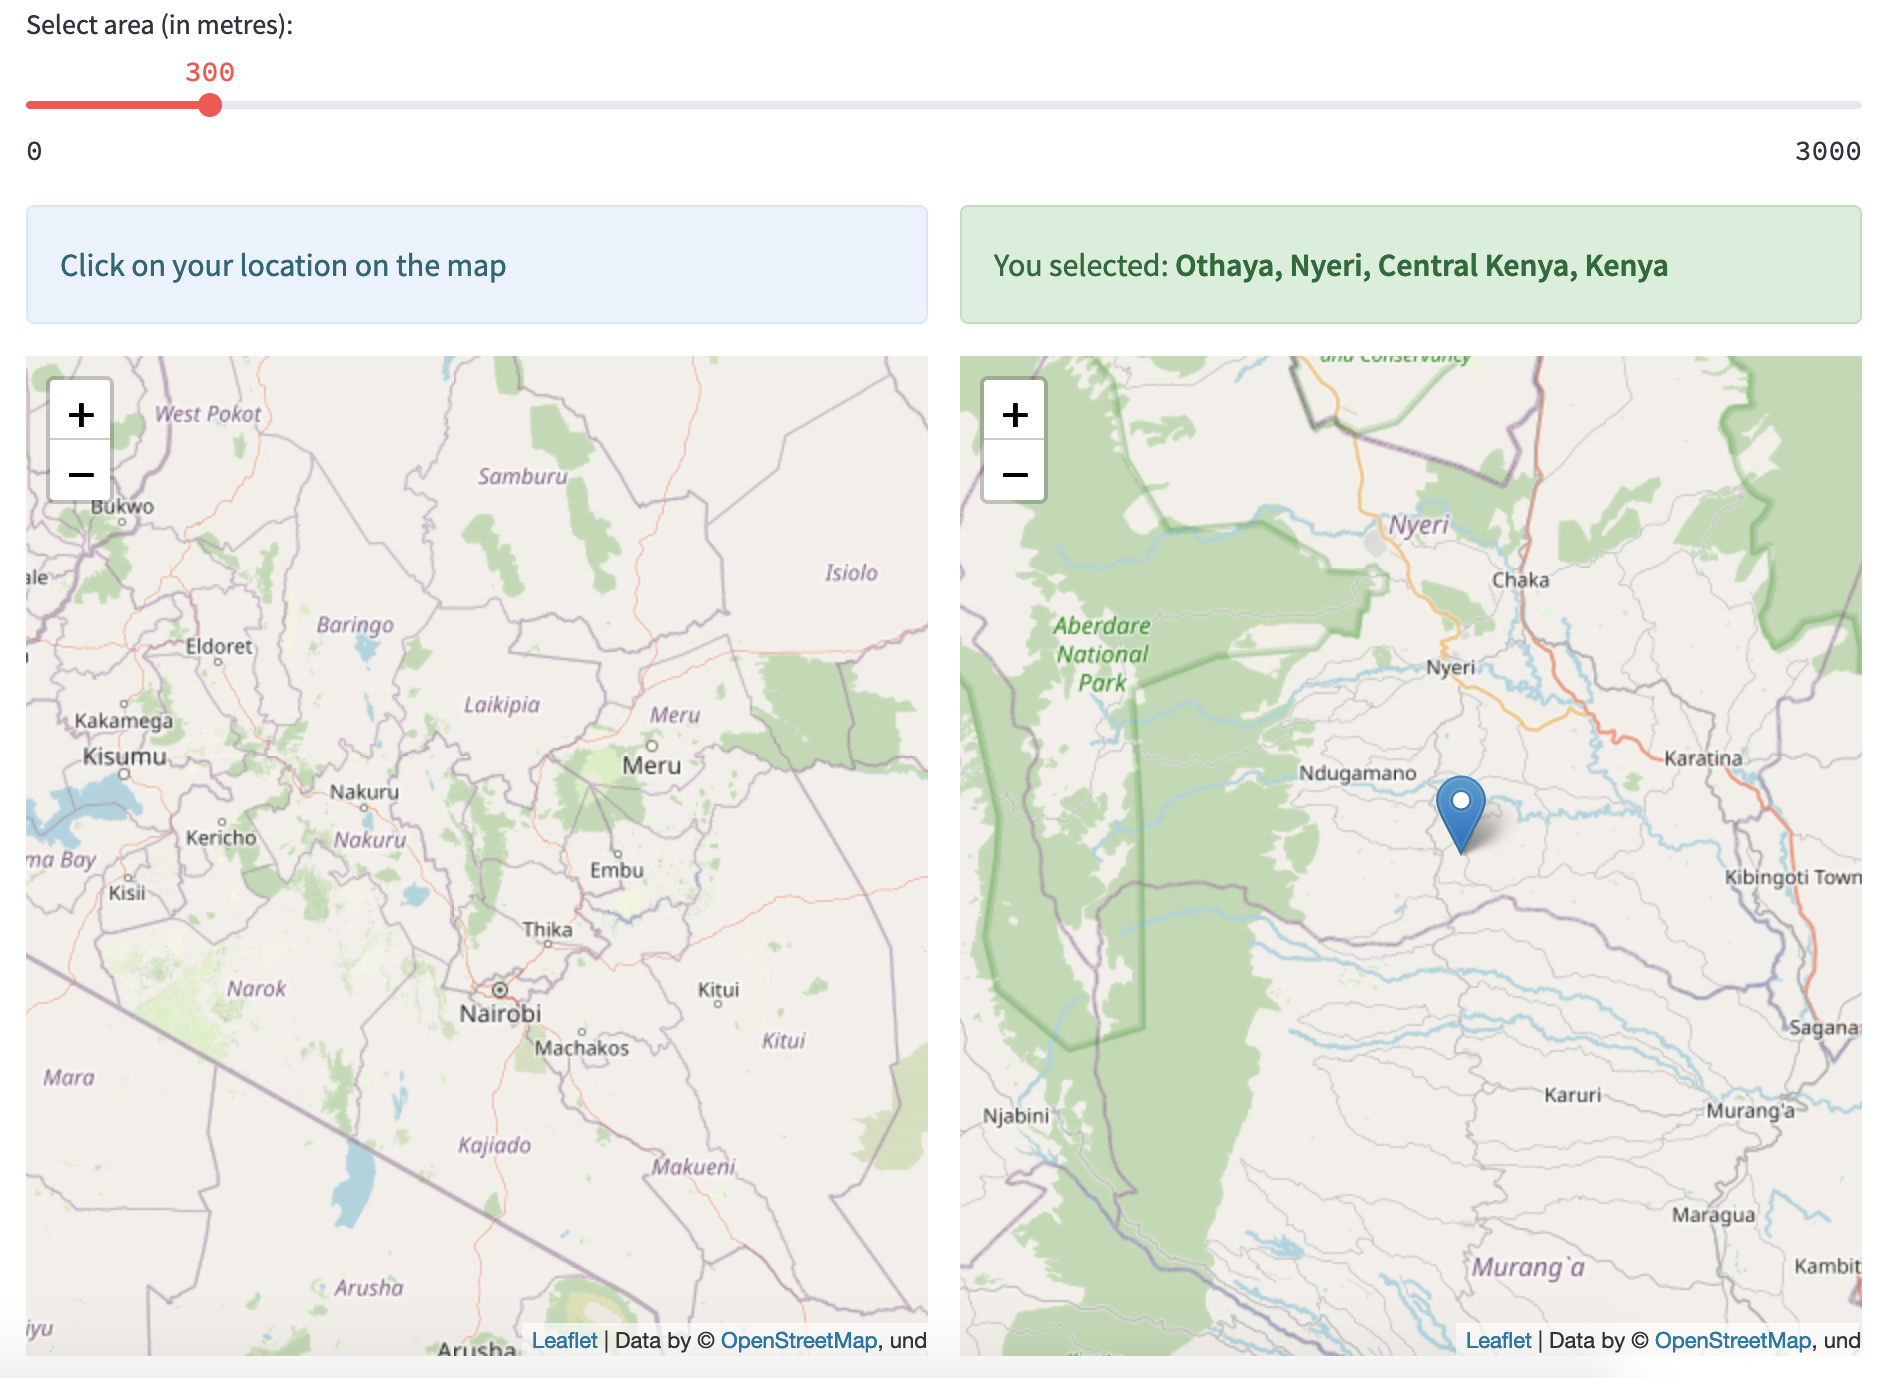 Select area (in metres):
300
0
3000
Click on your location on the map
You selected: Othaya, Nyeri, Central Kenya, Kenya
+
−
West Pokot
Samburu
Bukwo
Isiolo
Baringo
Eldoret
Laikipia
Meru
Kakamega
Kisumu
Meru
Nakuru
Kericho
Nakuru
ma Bay
Embu
Kisii
Thika
Narok
Kitui
Nairobi
Machakos
Kitui
Mara
Kajiado
Makueni
Arusha
Arusha
Leaflet | Data by © OpenStreetMap, und
and Conservancy
+
−
Nyeri
Chaka
Aberdare
National
Park
Nyeri
Karatina
Ndugamano
Kibingoti Town
Sagana
Karuri
Murang'a
Njabini
Maragua
Murang`a
Kambit
Leaflet | Data by © OpenStreetMap, und